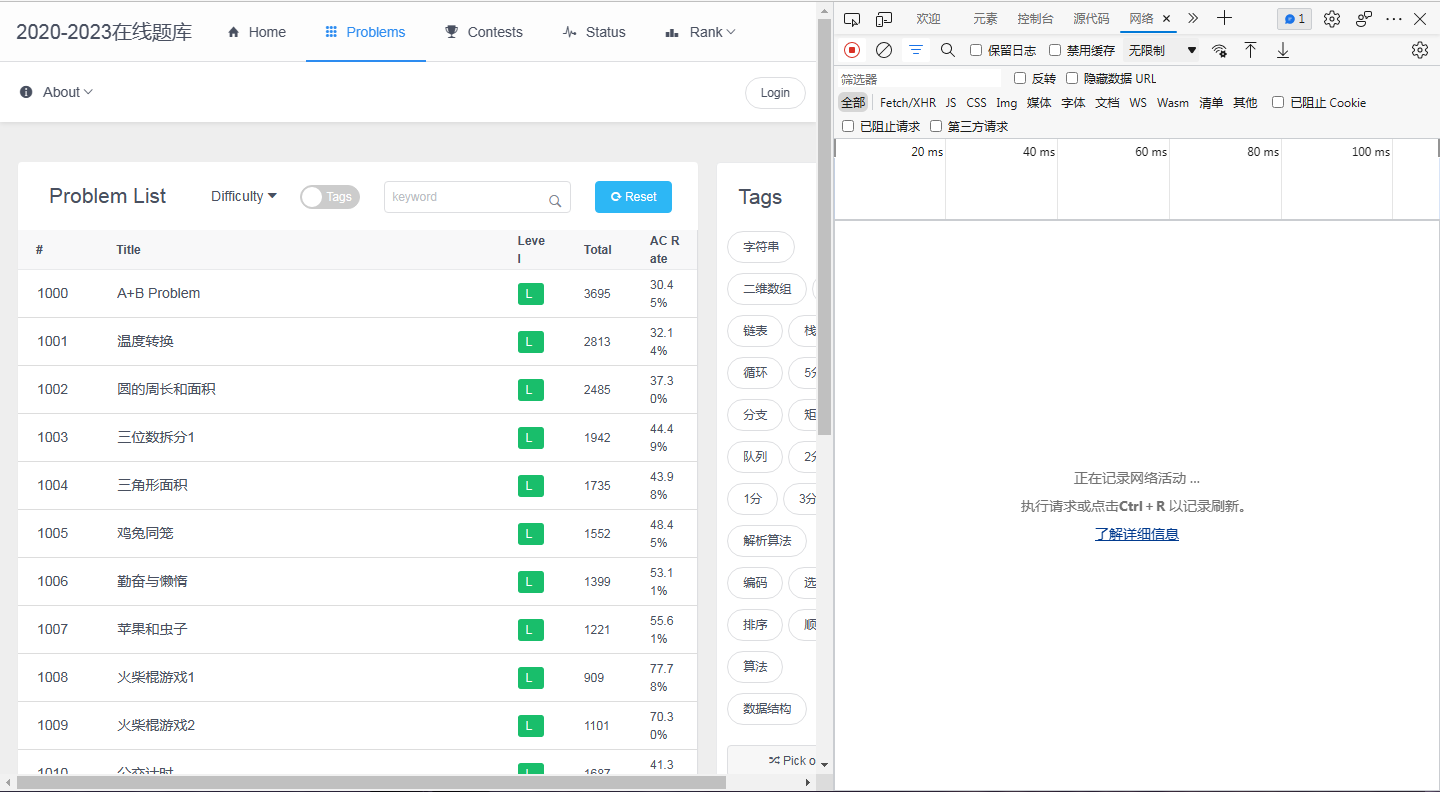 2020-2023在线题库 Home Problems Contests Status Rank
About Login
Problem List Difficulty Tags keyword Reset
# Title Level Total AC Rate
1000 A+B Problem L 3695 30.45%
1001 温度转换 L 2813 32.14%
1002 圆的周长和面积 L 2485 37.30%
1003 三位数拆分1 L 1942 44.49%
1004 三角形面积 L 1735 43.98%
1005 鸡兔同笼 L 1552 48.45%
1006 勤奋与懒惰 L 1399 53.11%
1007 苹果和虫子 L 1221 55.61%
1008 火柴棍游戏1 L 909 77.78%
1009 火柴棍游戏2 L 1101 70.30%
1010 公交计时 L 1687 41.3
Tags
字符串
二维数组
链表 栈
循环 5分
分支 矩
队列 2分
1分 3分
解析算法
编码 选
排序 顺
算法
数据结构
Pick o
欢迎 元素 控制台 源代码 网络 1
保留日志 禁用缓存 无限制
筛选器 反转 隐藏数据 URL
全部 Fetch/XHR JS CSS Img 媒体 字体 文档 WS Wasm 清单 其他 已阻止 Cookie
已阻止请求 第三方请求
20 ms 40 ms 60 ms 80 ms 100 ms
正在记录网络活动 ...
执行请求或点击Ctrl + R 以记录刷新。
了解详细信息